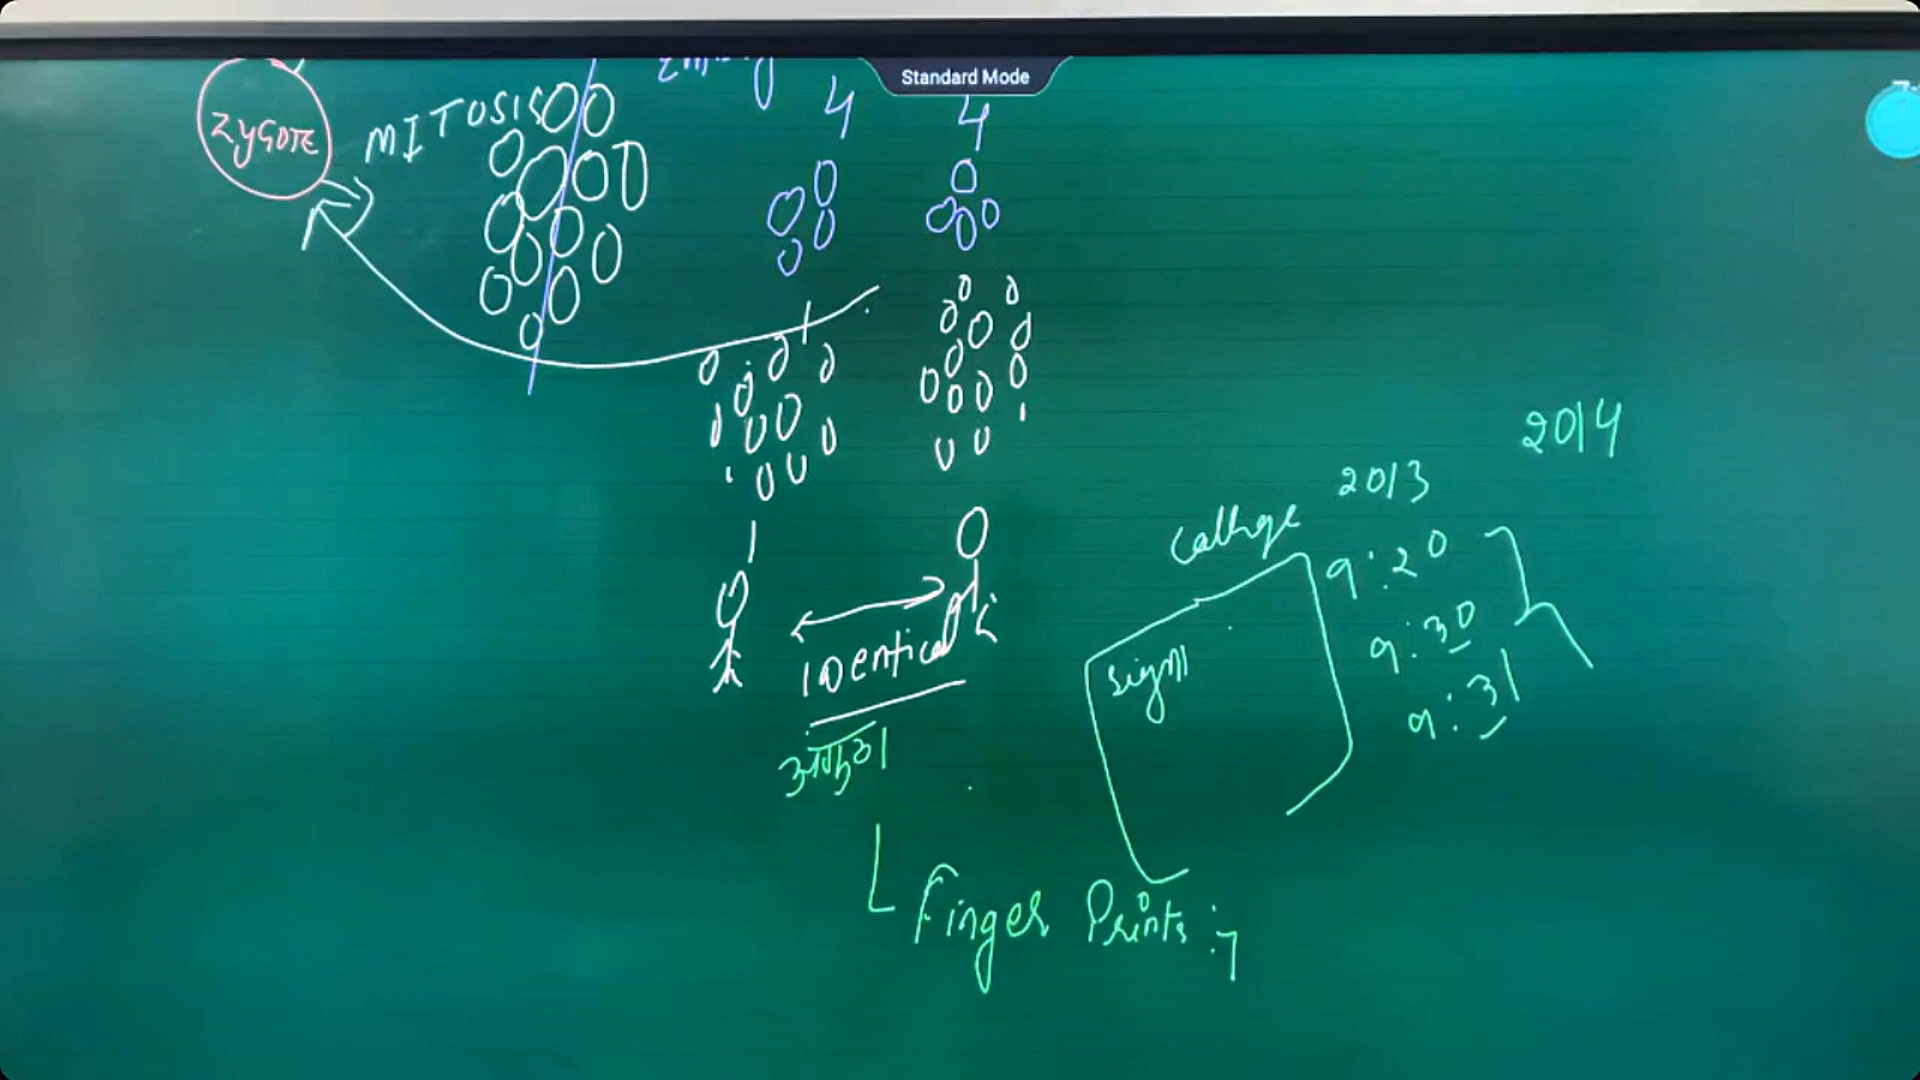 Standard Mode
ZYGOTE
MITOSIS
4 4
2014
2013
College
9:20
9:30
9:31
sign
identical
Finger Prints :-